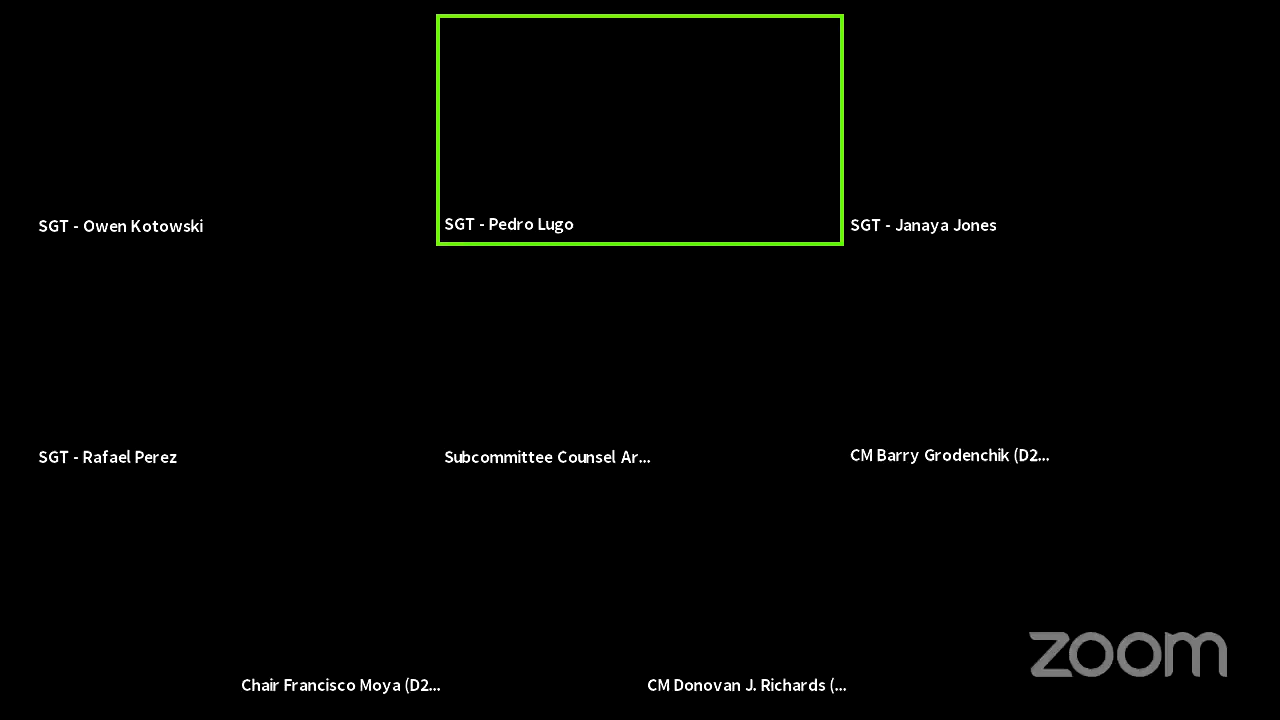 SGT - Owen Kotowski
SGT - Pedro Lugo
SGT - Janaya Jones
SGT - Rafael Perez
Subcommittee Counsel Ar...
CM Barry Grodenchik (D2...
Chair Francisco Moya (D2...
CM Donovan J. Richards (...
zoom